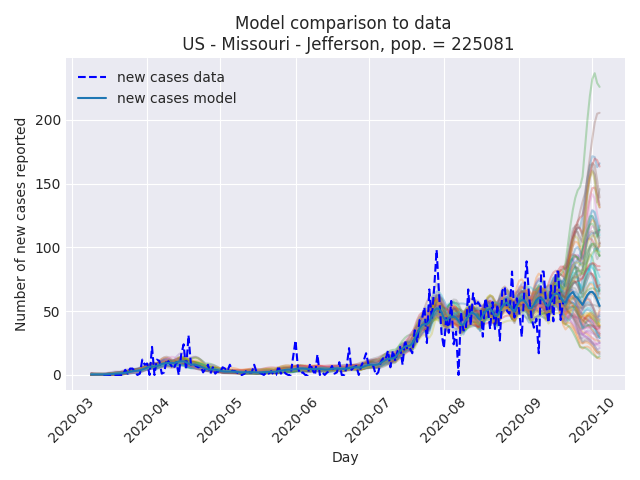 Model comparison to data
US - Missouri - Jefferson, pop. = 225081
new cases data
new cases model
Number of new cases reported
200
150
100
50
0
2020-03
2020-04
2020-05
2020-06
2020-07
2020-08
2020-09
2020-10
Day